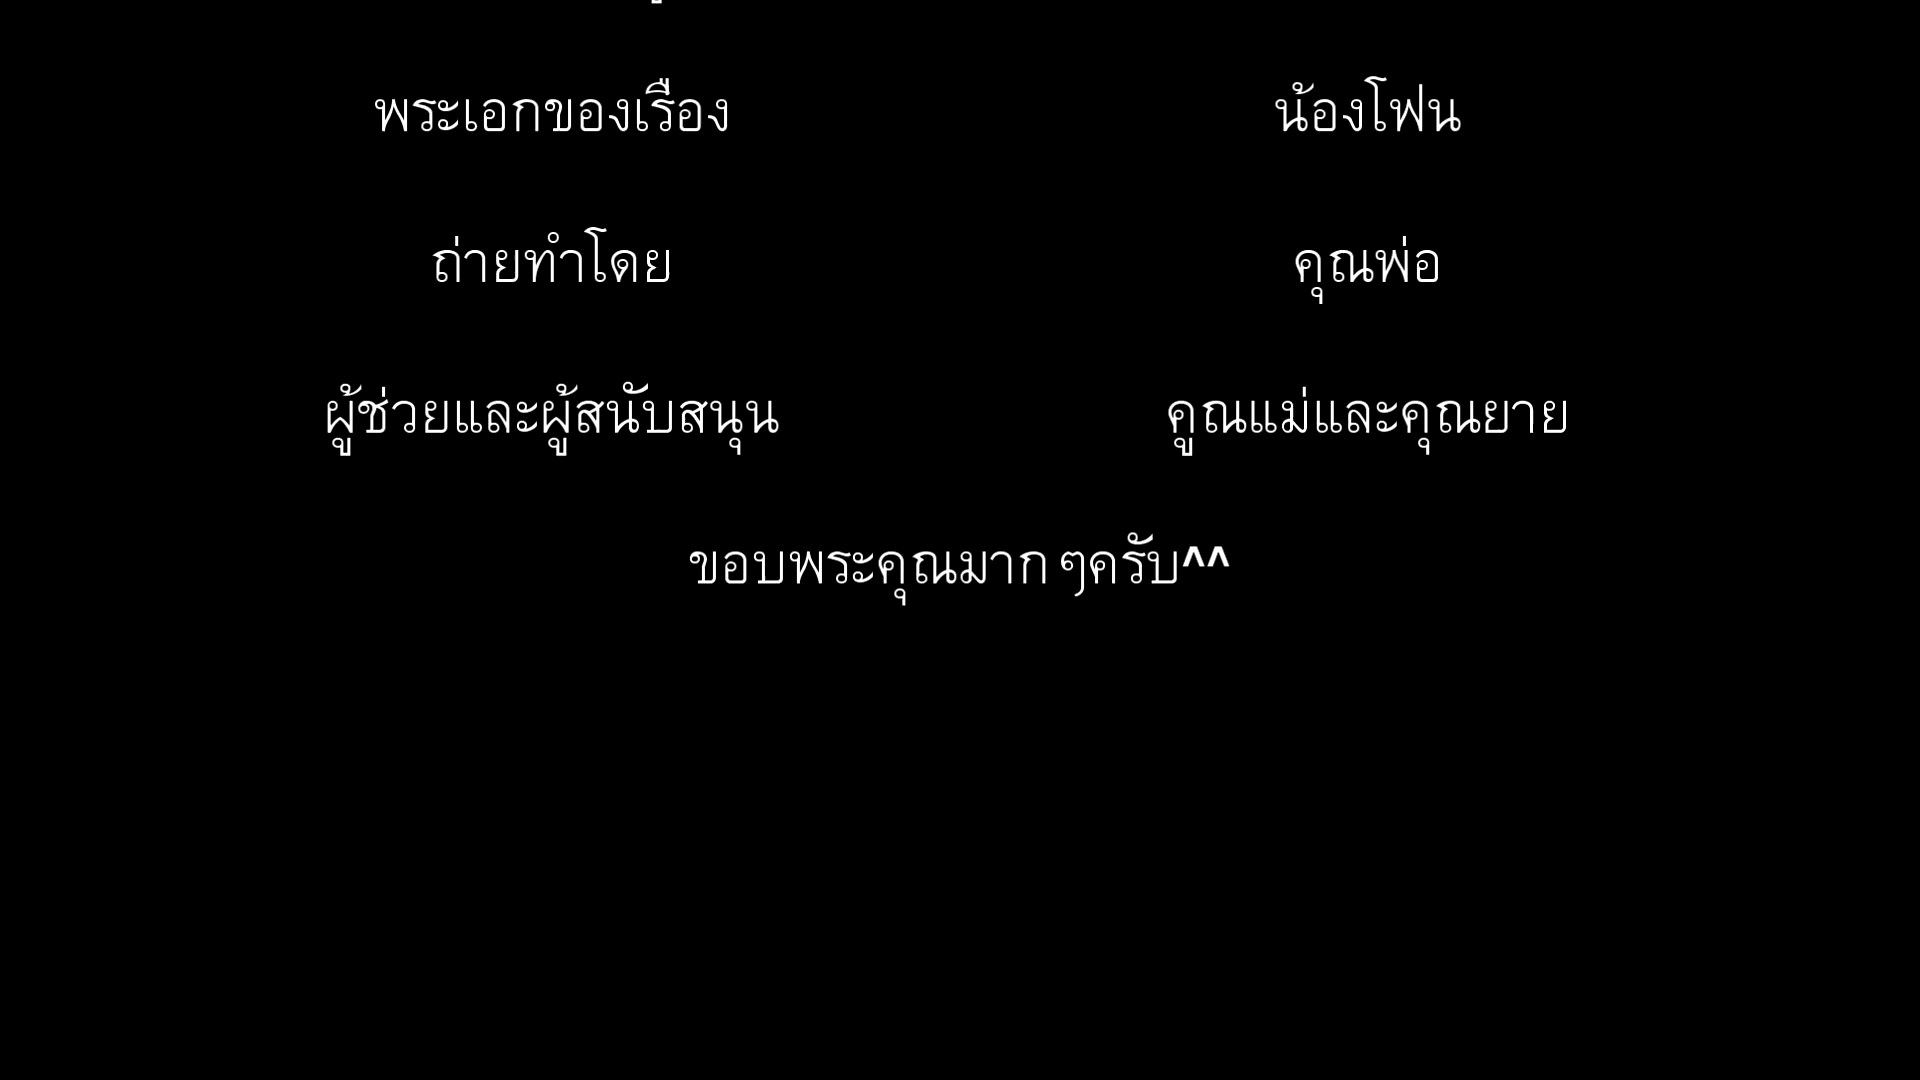 พระเอกของเรือง น้องโฟน
ถ่ายทำโดย คุณพ่อ
ผู้ช่วยและผู้สนับสนุน คูณแม่และคุณยาย
ขอบพระคุณมาก ๆครับ^^